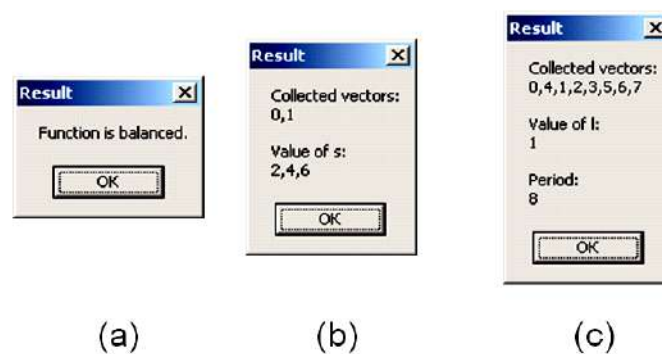 Result
Function is balanced.
OK
(a)
Result
Collected vectors:
0,1
Value of s:
2,4,6
OK
(b)
Result
Collected vectors:
0,4,1,2,3,5,6,7
Value of l:
1
Period:
8
OK
(c)